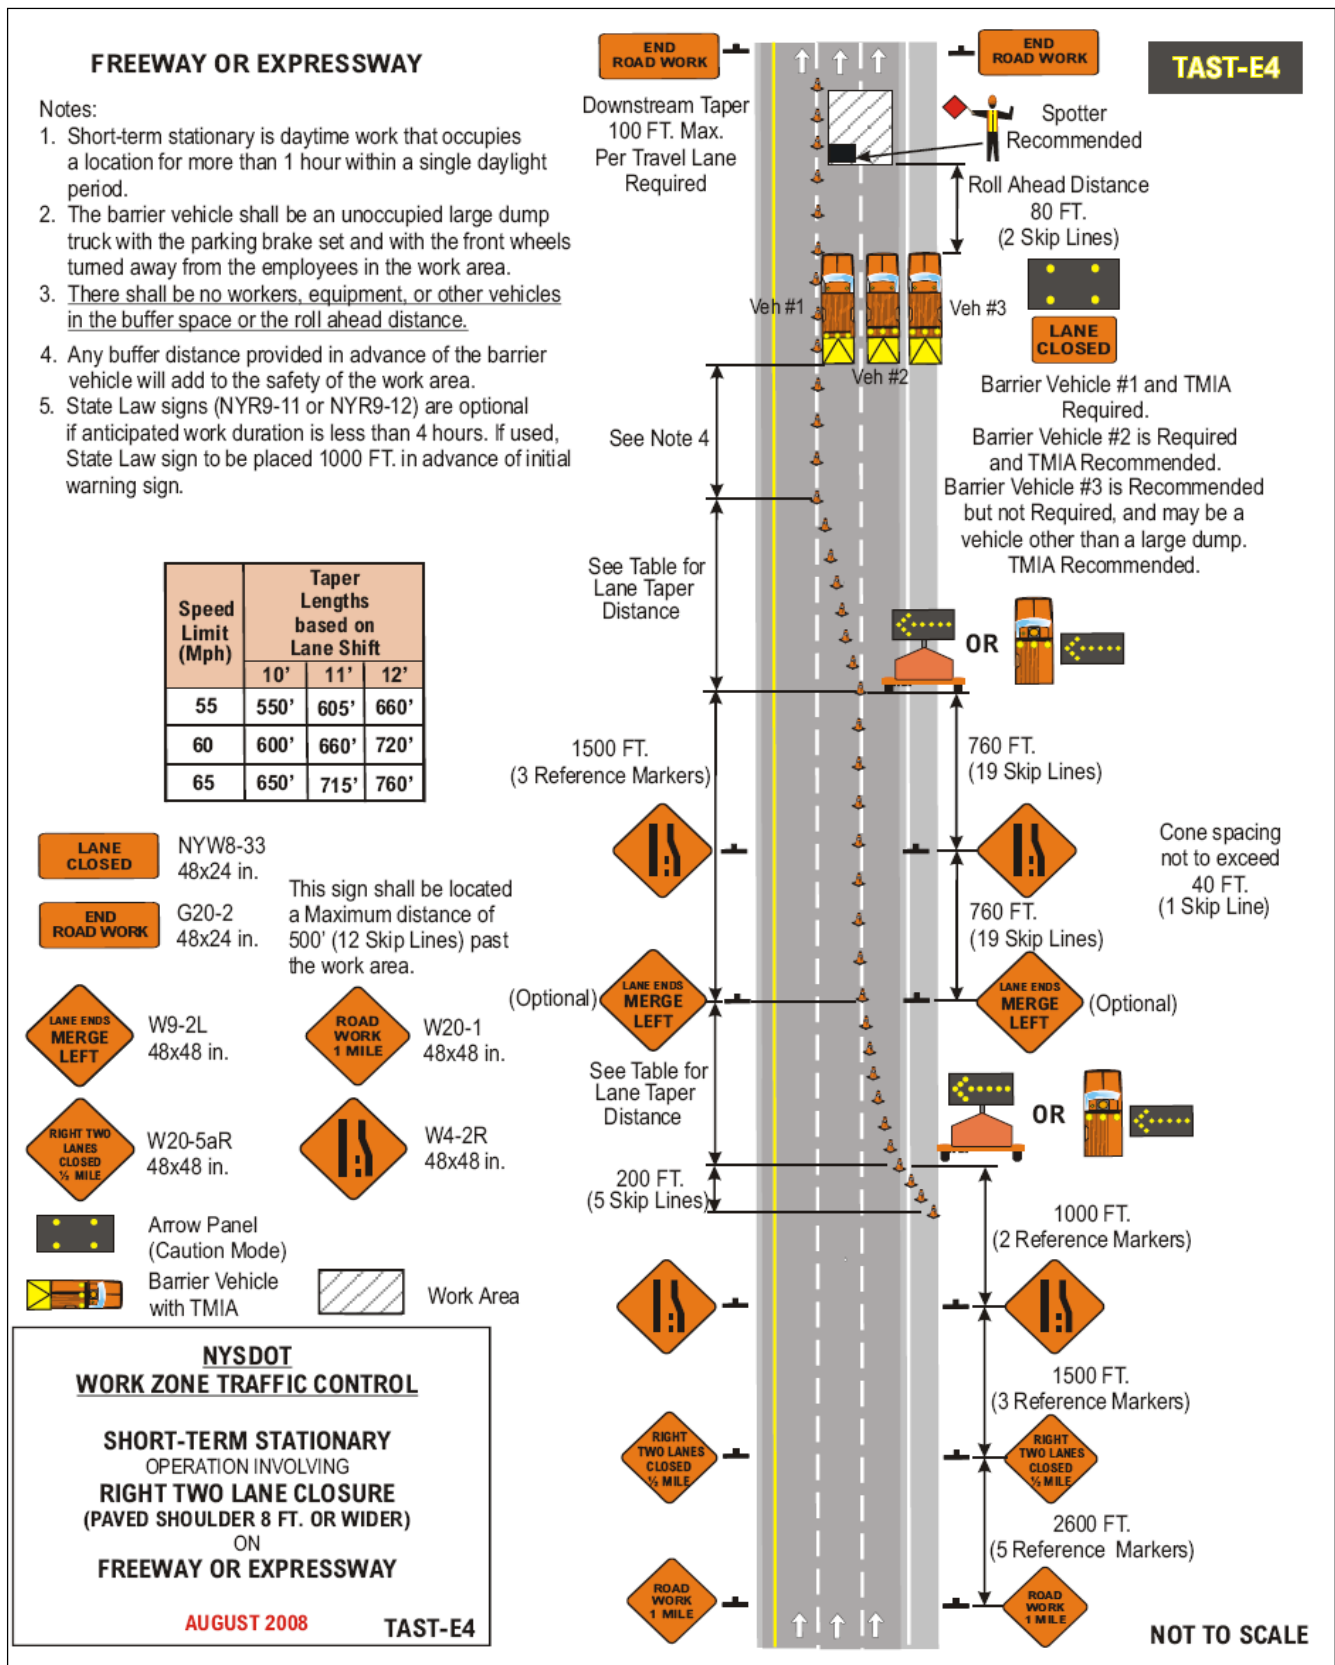 FREEWAY OR EXPRESSWAY
Notes:
1. Short-term stationary is daytime work that occupies
a location for more than 1 hour within a single daylight
period.
2. The barrier vehicle shall be an unoccupied large dump
truck with the parking brake set and with the front wheels
turned away from the employees in the work area.
3. There shall be no workers, equipment, or other vehicles
in the buffer space or the roll ahead distance.
4. Any buffer distance provided in advance of the barrier
vehicle will add to the safety of the work area.
5. State Law signs (NYR9-11 or NYR9-12) are optional
if anticipated work duration is less than 4 hours. If used,
State Law sign to be placed 1000 FT. in advance of initial
warning sign.
Speed
Limit
(Mph)
Taper
Lengths
based on
Lane Shift
10' 11' 12'
55 550' 605' 660'
60 600' 660' 720'
65 650' 715' 760'
LANE
CLOSED
NYW8-33
48x24 in.
END
ROAD WORK
G20-2
48x24 in.
This sign shall be located
a Maximum distance of
500' (12 Skip Lines) past
the work area.
LANE ENDS
MERGE
LEFT
W9-2L
48x48 in.
ROAD
WORK
1 MILE
W20-1
48x48 in.
RIGHT TWO
LANES
CLOSED
½ MILE
W20-5aR
48x48 in.
W4-2R
48x48 in.
Arrow Panel
(Caution Mode)
Barrier Vehicle
with TMIA
Work Area
NYSDOT
WORK ZONE TRAFFIC CONTROL
SHORT-TERM STATIONARY
OPERATION INVOLVING
RIGHT TWO LANE CLOSURE
(PAVED SHOULDER 8 FT. OR WIDER)
ON
FREEWAY OR EXPRESSWAY
AUGUST 2008
TAST-E4
END
ROAD WORK
END
ROAD WORK
TAST-E4
Downstream Taper
100 FT. Max.
Per Travel Lane
Required
Spotter
Recommended
Roll Ahead Distance
80 FT.
(2 Skip Lines)
Veh #1
Veh #2
Veh #3
LANE
CLOSED
Barrier Vehicle #1 and TMIA
Required.
Barrier Vehicle #2 is Required
and TMIA Recommended.
Barrier Vehicle #3 is Recommended
but not Required, and may be a
vehicle other than a large dump.
TMIA Recommended.
See Note 4
See Table for
Lane Taper
Distance
OR
1500 FT.
(3 Reference Markers)
760 FT.
(19 Skip Lines)
Cone spacing
not to exceed
40 FT.
(1 Skip Line)
760 FT.
(19 Skip Lines)
(Optional)
LANE ENDS
MERGE
LEFT
LANE ENDS
MERGE
LEFT
(Optional)
See Table for
Lane Taper
Distance
OR
200 FT.
(5 Skip Lines)
1000 FT.
(2 Reference Markers)
1500 FT.
(3 Reference Markers)
RIGHT
TWO LANES
CLOSED
½ MILE
RIGHT
TWO LANES
CLOSED
½ MILE
2600 FT.
(5 Reference Markers)
ROAD
WORK
1 MILE
ROAD
WORK
1 MILE
NOT TO SCALE